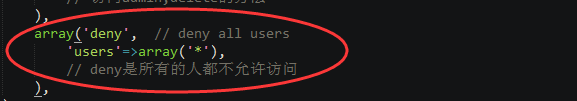 ),
array('deny',  // deny all users
'users'=>array('*'),
// deny是所有的人都不允许访问
),